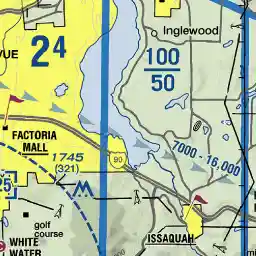 Inglewood
VUE
2⁴
100
50
FACTORIA
MALL
1745
(321)
90
7000 - 16,000
25
golf
course
WHITE
WATER
ISSAQUAH